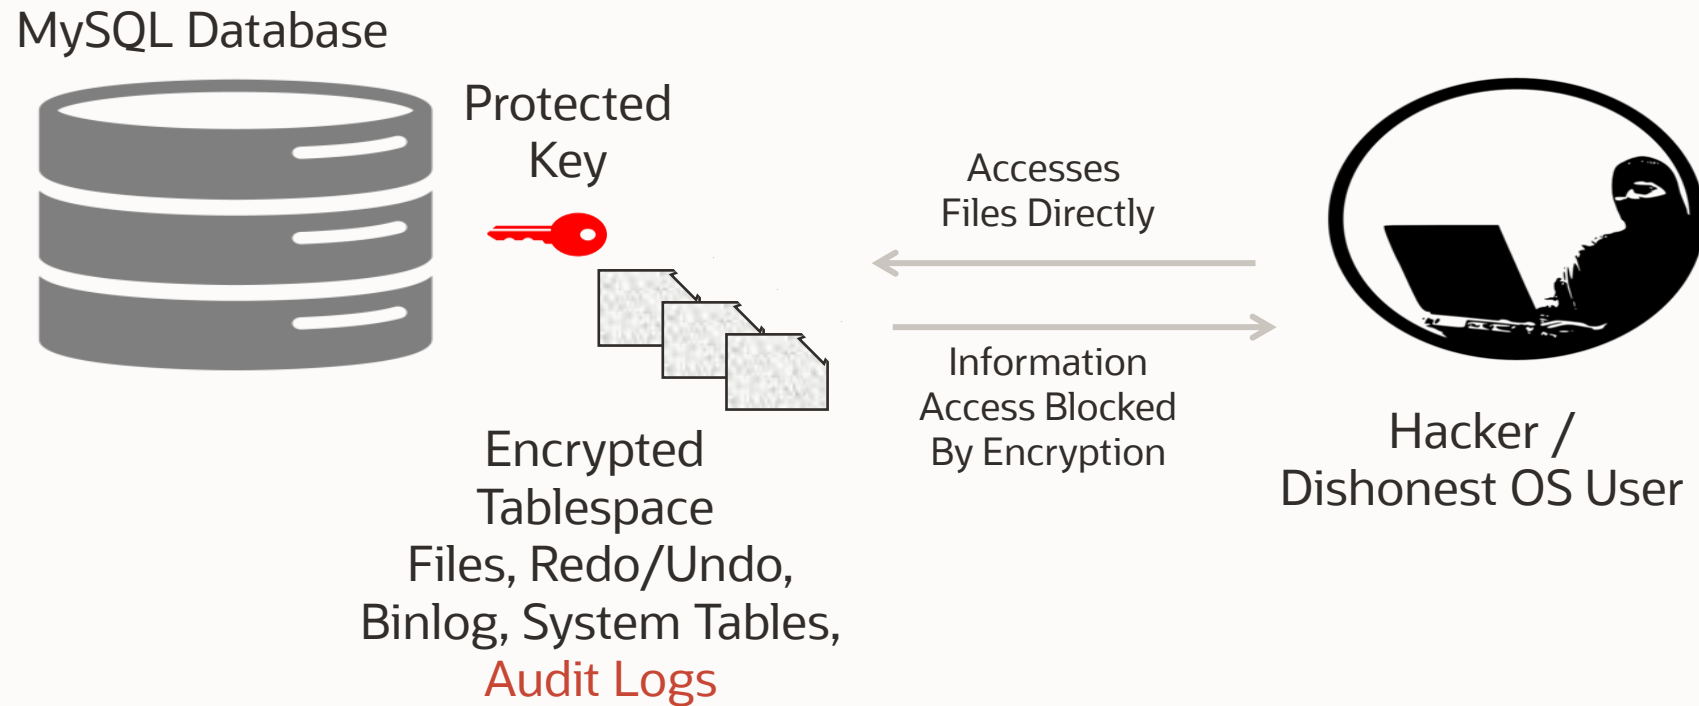 MySQL Database
Protected
Key
Accesses
Files Directly
Information
Access Blocked
By Encryption
Hacker /
Dishonest OS User
Encrypted
Tablespace
Files, Redo/Undo,
Binlog, System Tables,
Audit Logs